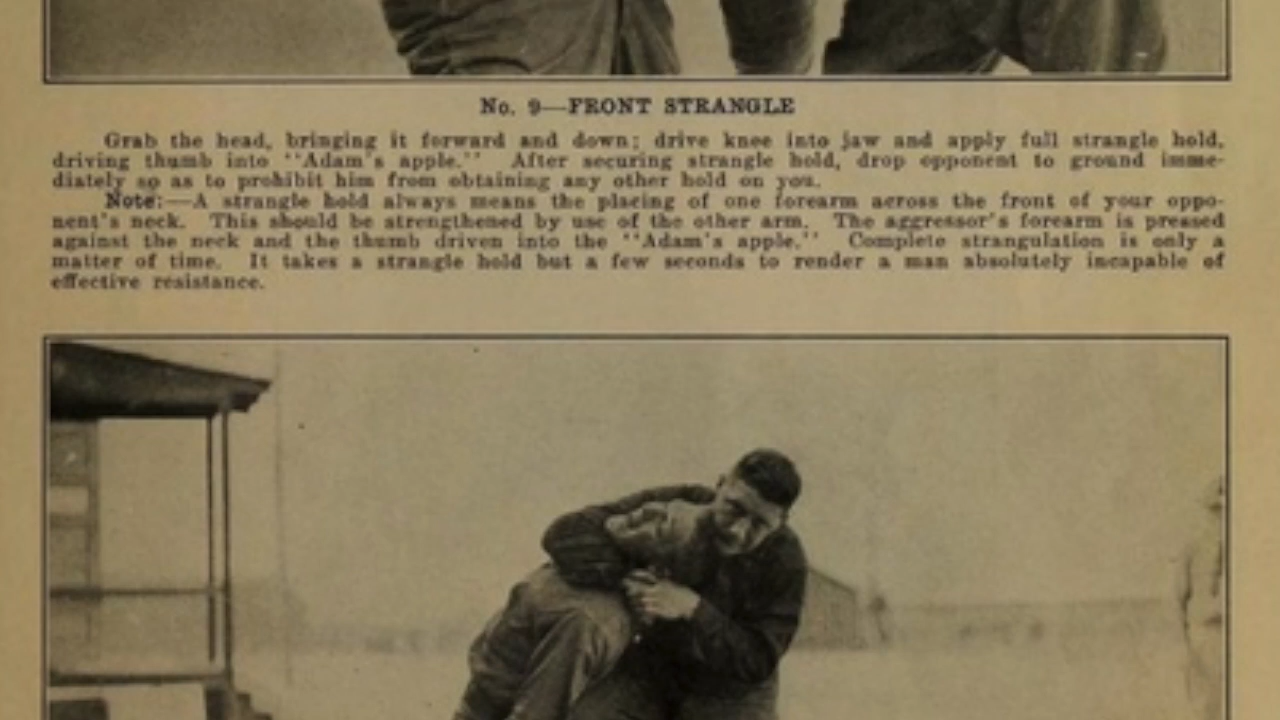 No. 9—FRONT STRANGLE
Grab the head, bringing it forward and down; drive knee into jaw and apply full strangle hold,
driving thumb into ''Adam's apple.'' After securing strangle hold, drop opponent to ground imme-
diately so as to prohibit him from obtaining any other hold on you.
Note:—A strangle hold always means the placing of one forearm across the front of your oppo-
nent's neck. This should be strengthened by use of the other arm. The aggressor's forearm is pressed
against the neck and the thumb driven into the ''Adam's apple.'' Complete strangulation is only a
matter of time. It takes a strangle hold but a few seconds to render a man absolutely incapable of
effective resistance.